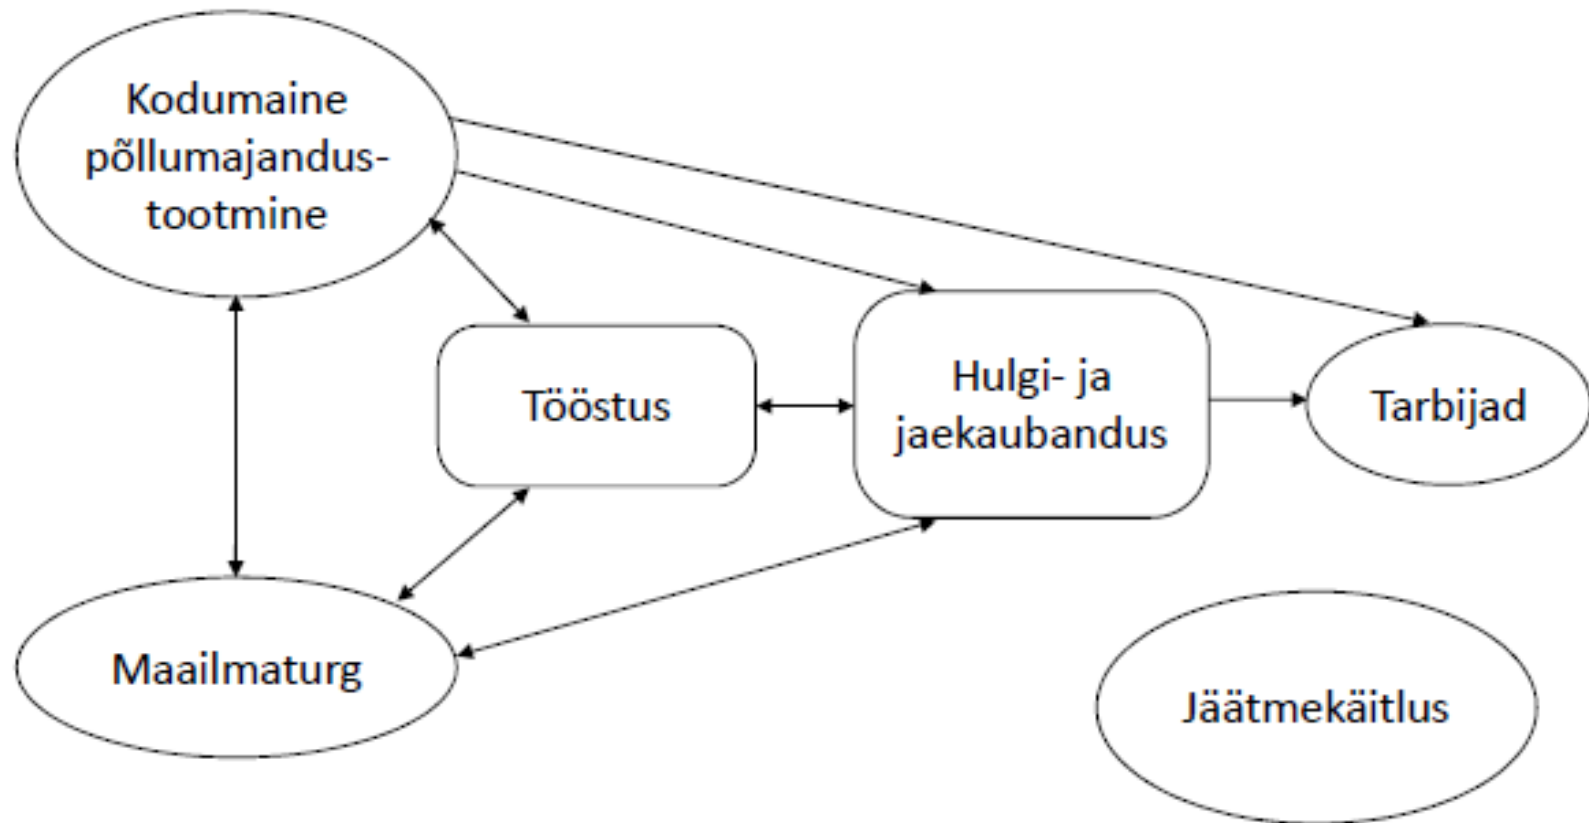 Kodumaine
põllumajandus-
tootmine
Tööstus
Hulgi- ja
jaekaubandus
Tarbijad
Maailmaturg
Jäätmekäitlus